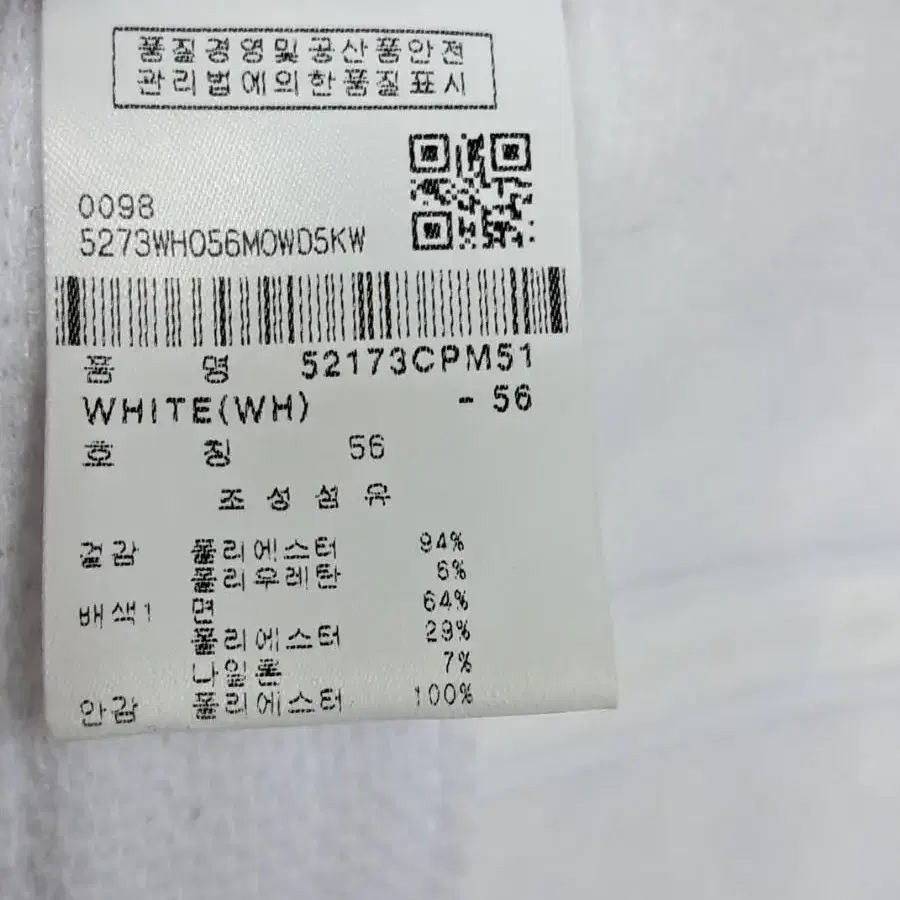 품질경영및공산품안전
관리법에의한품질표시
0098
5273WH056MOWD5KW
품 명 52173CPM51
WHITE(WH) - 56
호 칭 56
조 성 섬 유
겉감 폴리에스터 94%
폴리우레탄 6%
배색1 면 64%
폴리에스터 29%
나일론 7%
안감 폴리에스터 100%